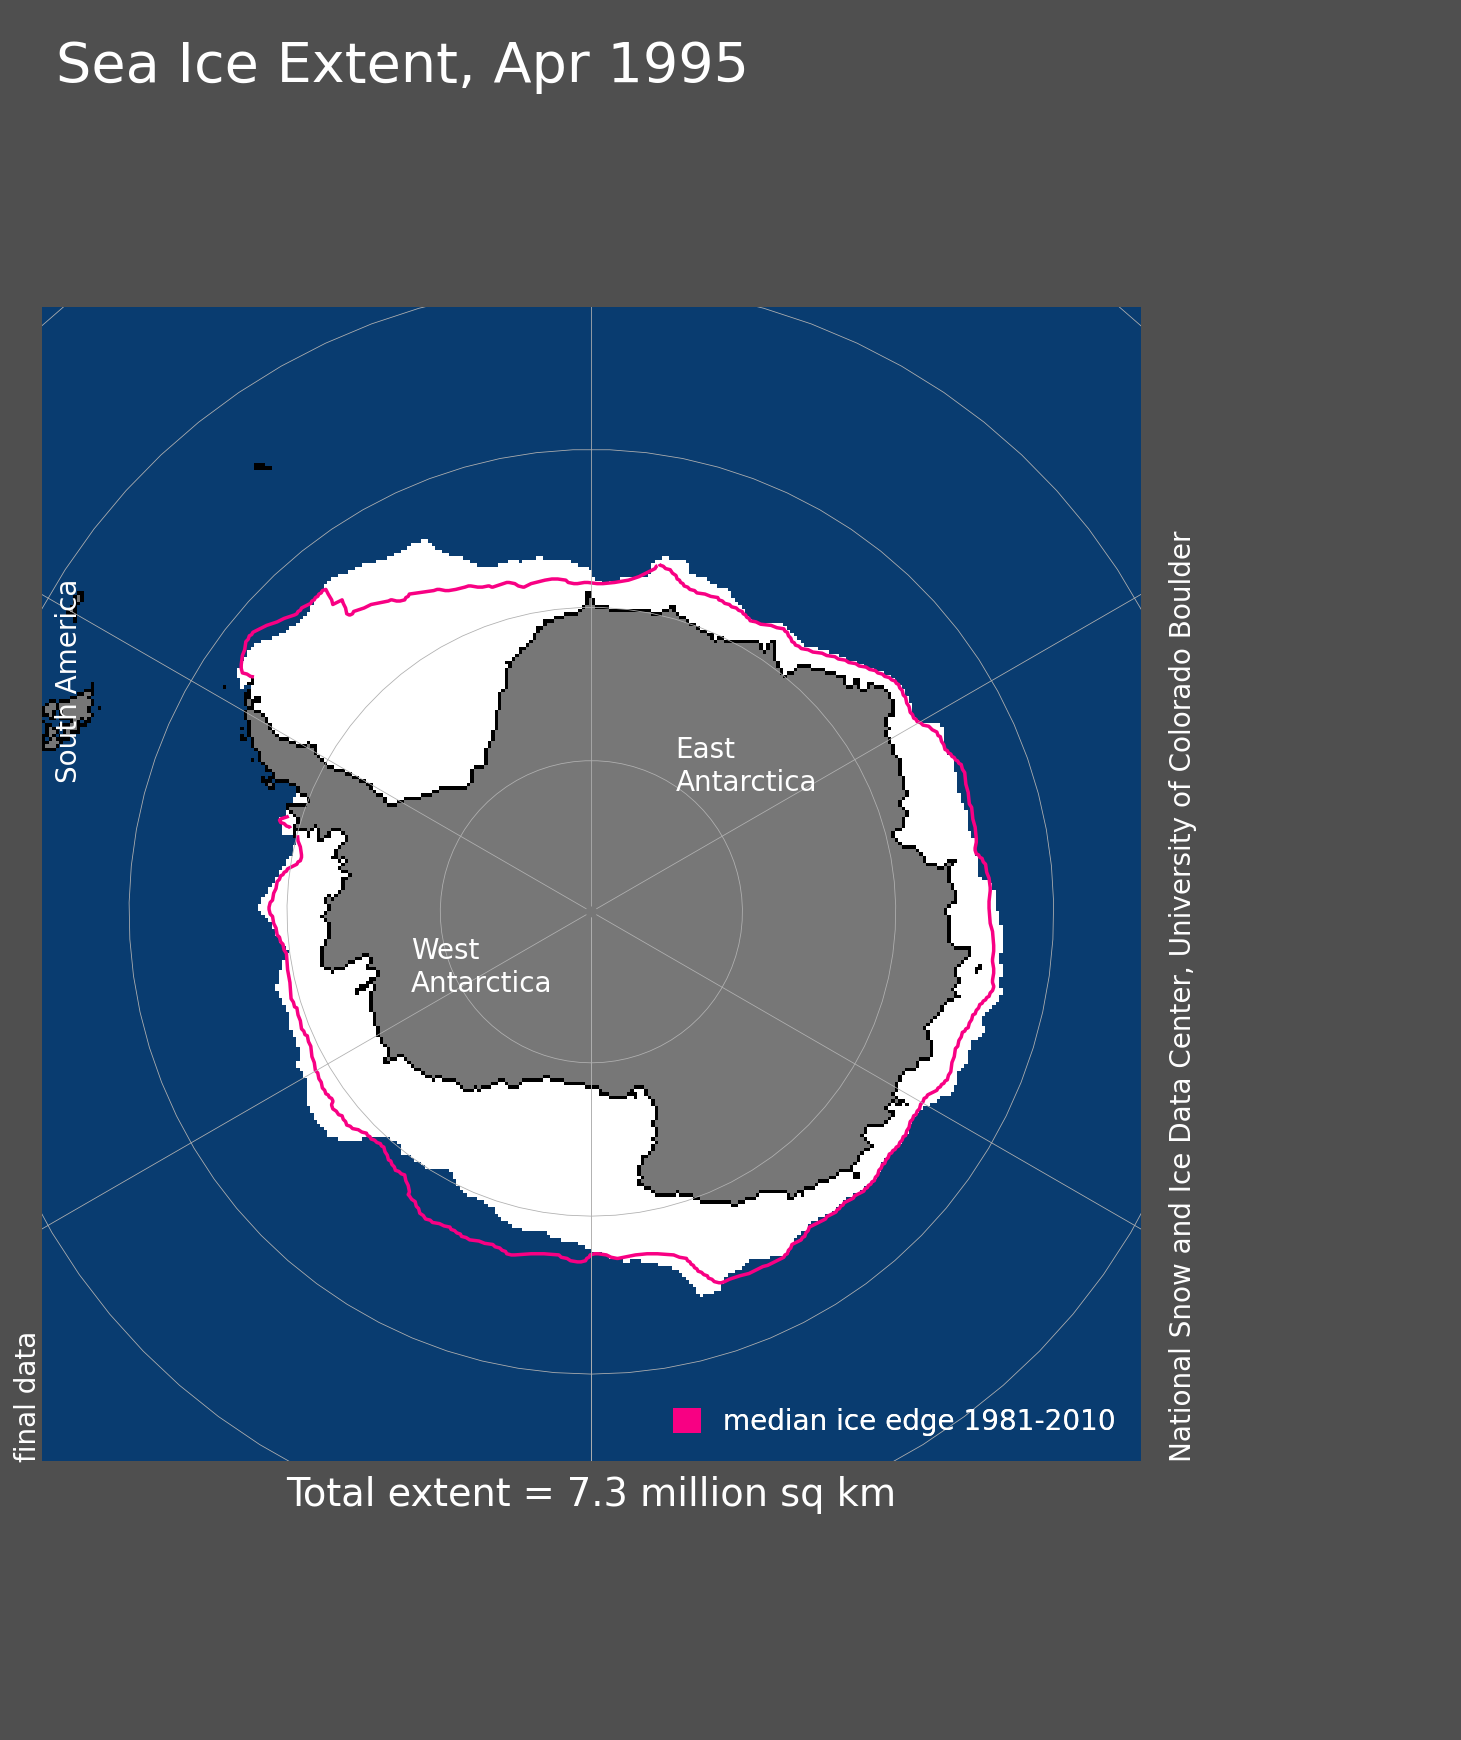 Sea Ice Extent, Apr 1995
South America
East
Antarctica
West
Antarctica
final data
National Snow and Ice Data Center, University of Colorado Boulder
median ice edge 1981-2010
Total extent = 7.3 million sq km